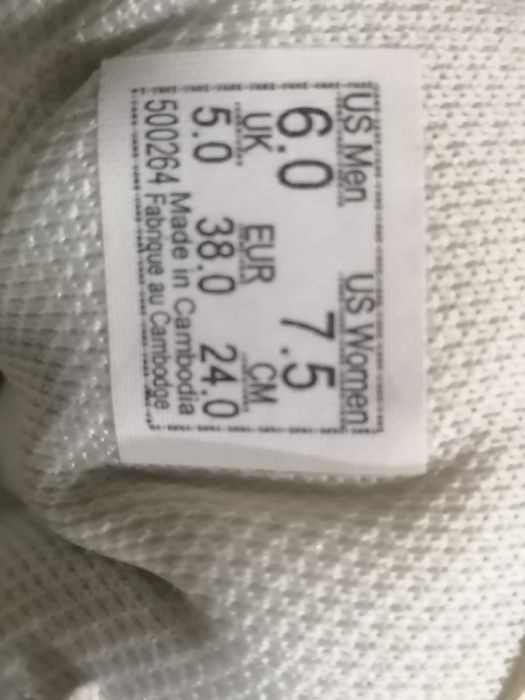 US Men US Women
6.0 7.5
UK EUR CM
5.0 38.0 24.0
Made in Cambodia
500264 Fabrique au Cambodge